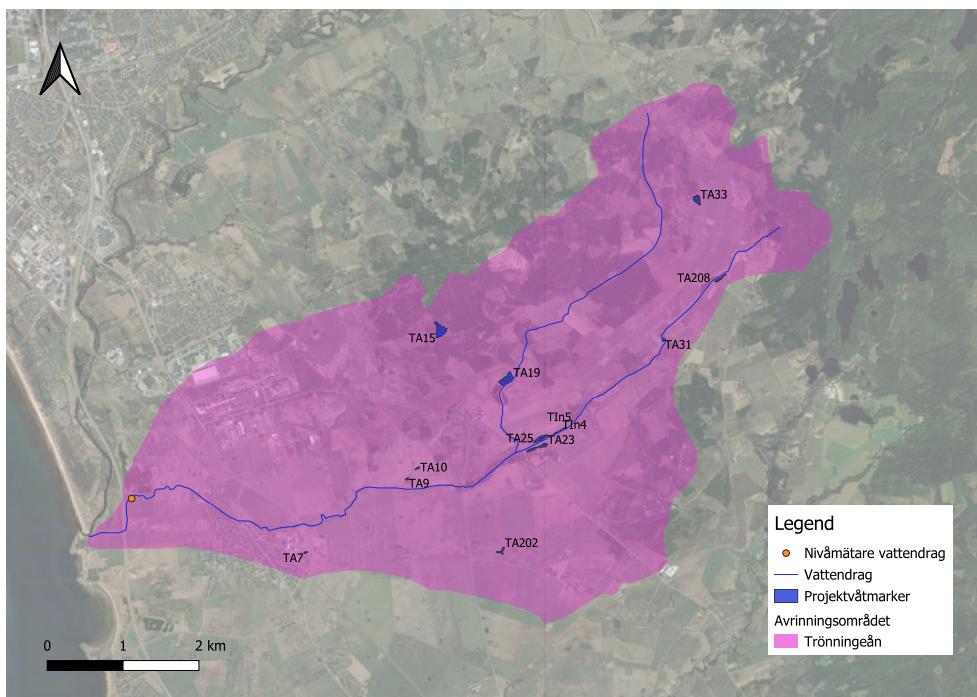 TA33
TA208
TA15
TA31
TA19
TIn5
TIn4
TA25
TA23
TA10
TA9
TA202
TA7
0 1 2 km
Legend
Nivåmätare vattendrag
Vattendrag
Projektvåtmarker
Avrinningsområdet
Trönningeån